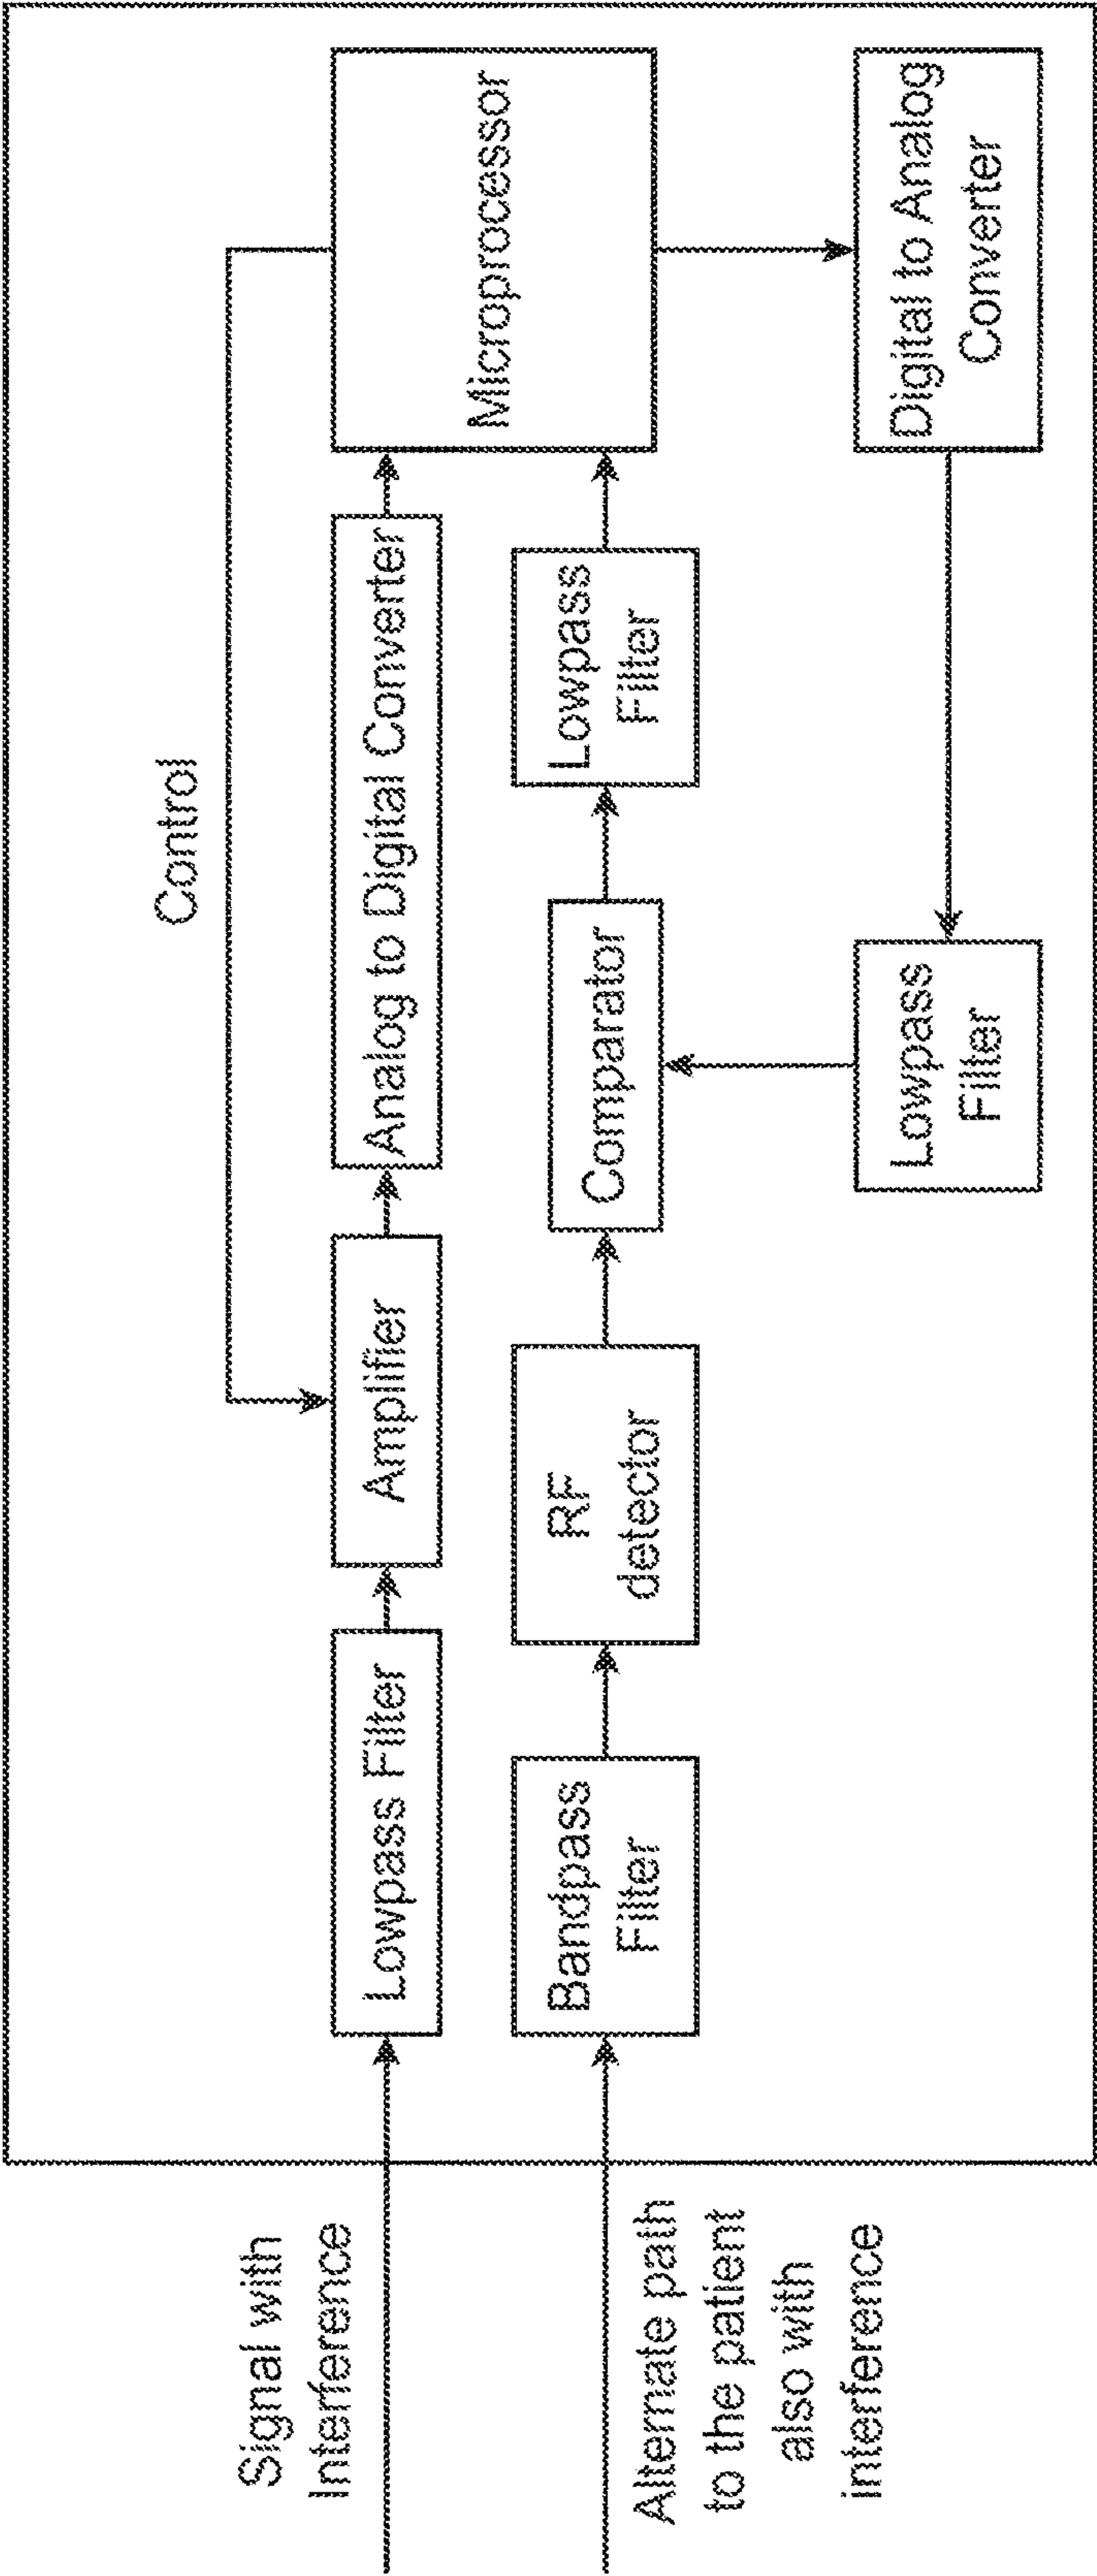 Control
Signal with
Interference
Lowpass Filter
Amplifier
Analog to Digital Converter
Microprocessor
Alternate path
to the patient
also with
interference
Bandpass
Filter
RF
detector
Comparator
Lowpass
Filter
Lowpass
Filter
Digital to Analog
Converter